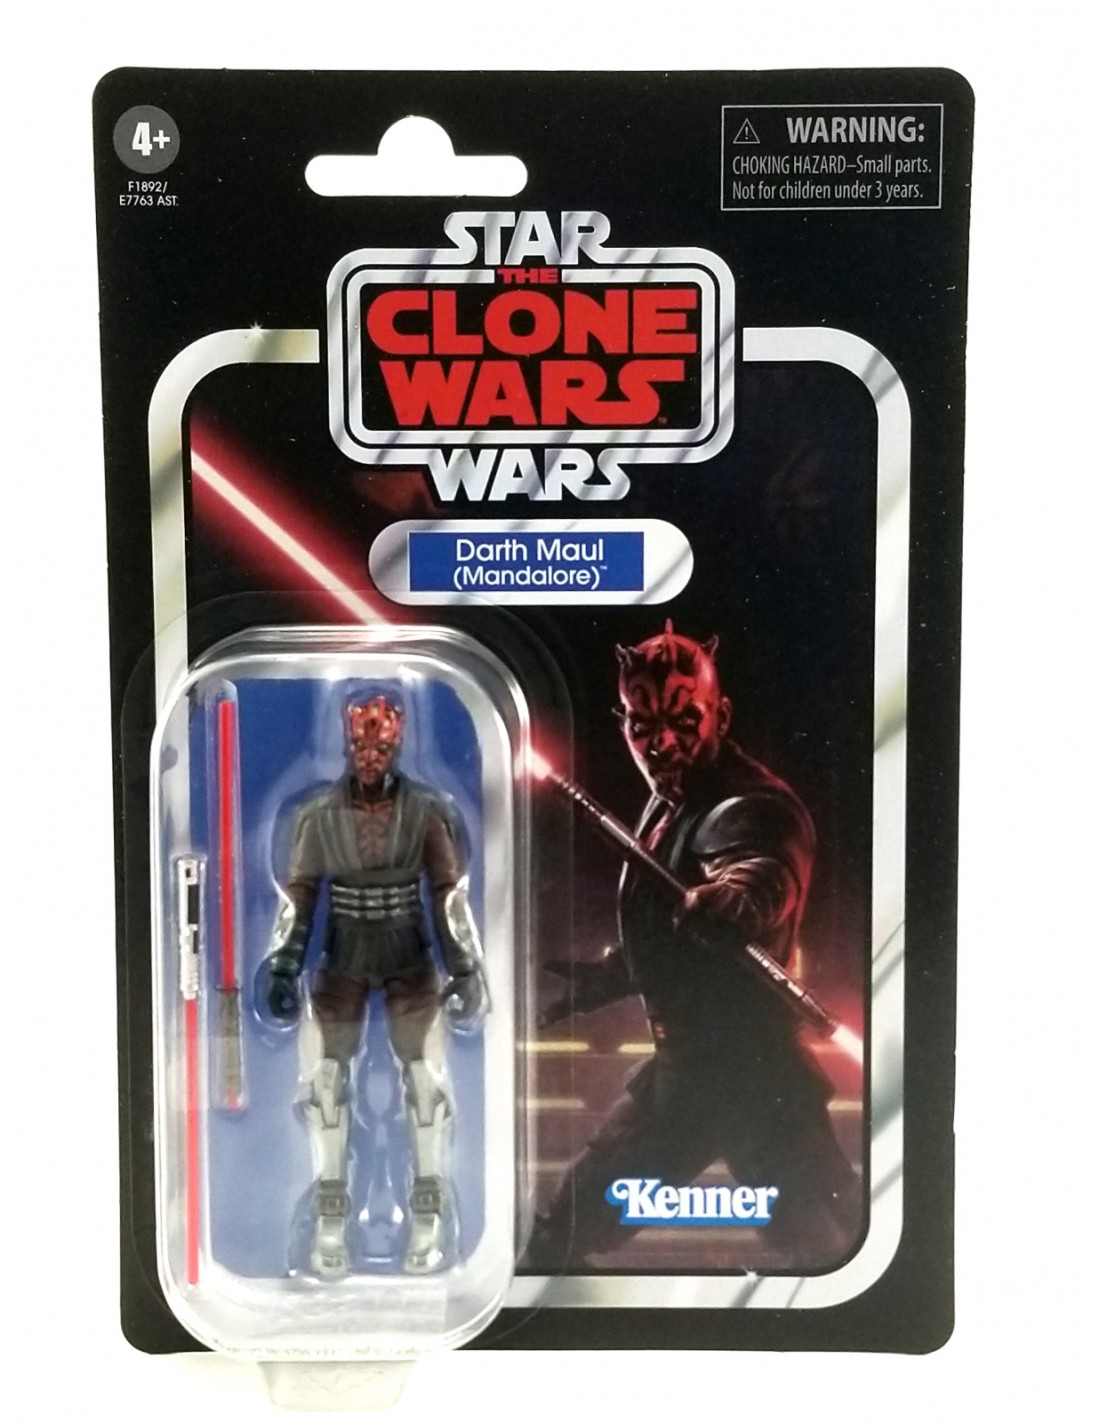 4+
F1892/
E7763 AST.
WARNING:
CHOKING HAZARD–Small parts.
Not for children under 3 years.
STAR
THE
CLONE
WARS™
WARS
Darth Maul
(Mandalore)™
Kenner